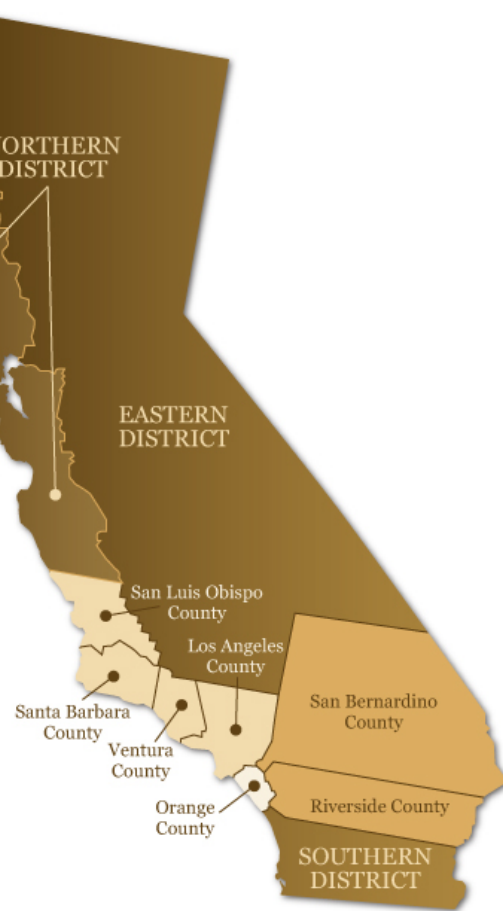 ORTHERN
DISTRICT
EASTERN
DISTRICT
San Luis Obispo
County
Los Angeles
County
San Bernardino
County
Santa Barbara
County
Ventura
County
Orange
County
Riverside County
SOUTHERN
DISTRICT